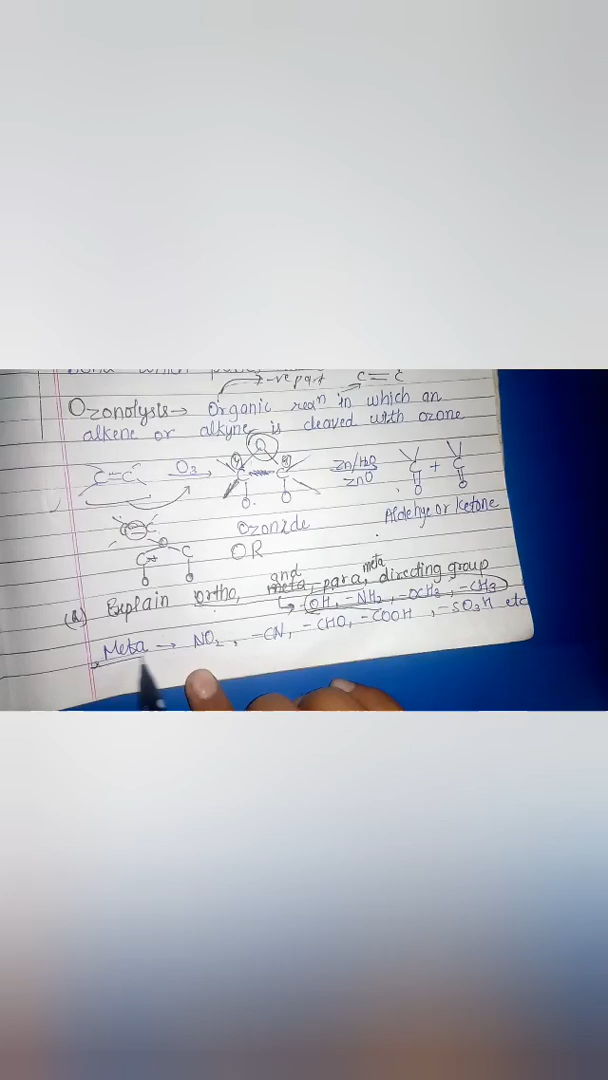 -ve part C=C
Ozonolysis → Organic rea^n in which an
alkene or alkyne is cleaved with ozone
C=C O3 → O O C C O O Zn/H2O ZnO C + C O O
Ozonide Aldehye or Ketone
C C+ O C O O
OR
and meta
(a) Explain ortho, meta, para, directing group
↳ OH, -NH2, -OCH3, -CH3
Meta → NO2, -CN, -CHO, -COOH, -SO3H etc